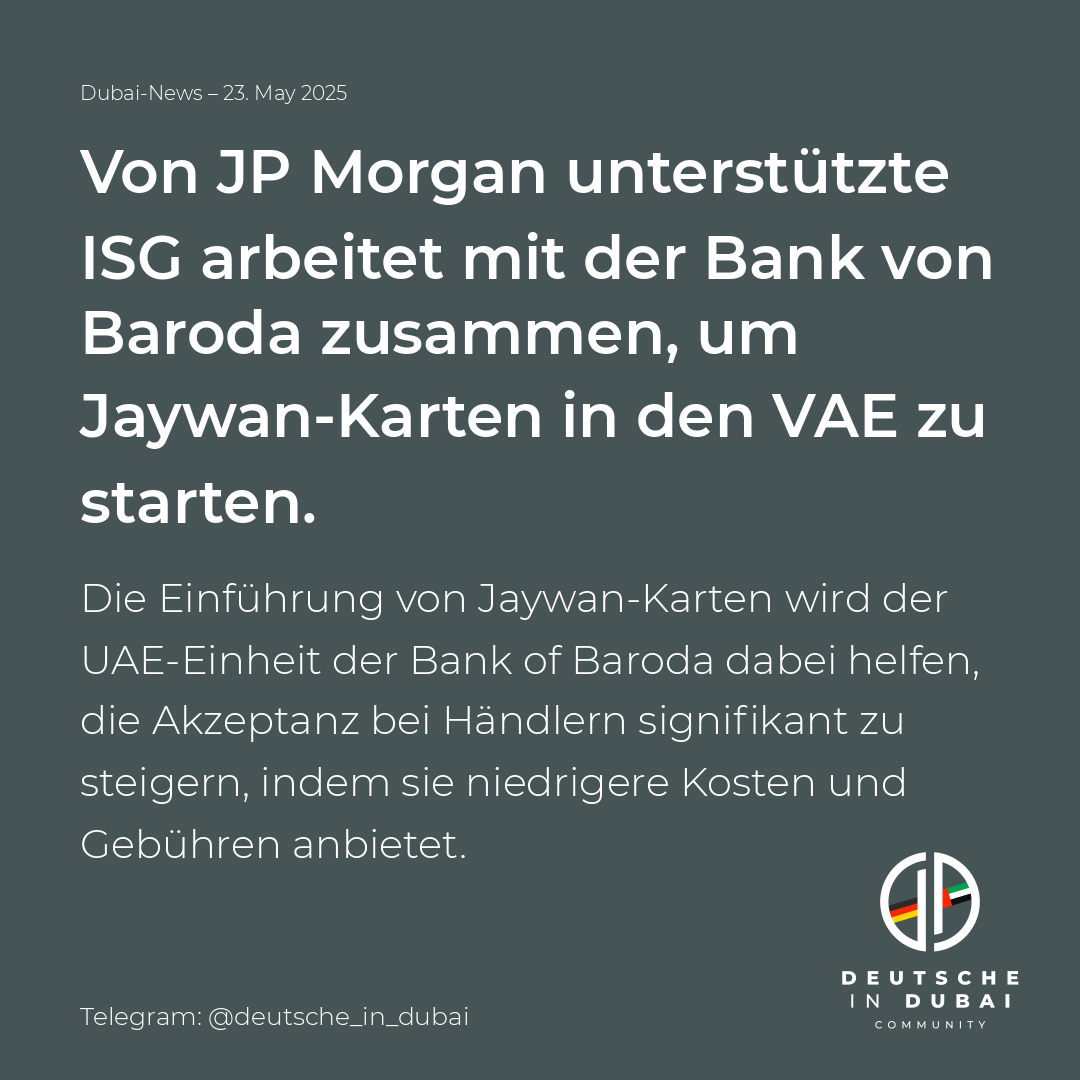 Dubai-News – 23. May 2025
Von JP Morgan unterstützte
ISG arbeitet mit der Bank von
Baroda zusammen, um
Jaywan-Karten in den VAE zu
starten.
Die Einführung von Jaywan-Karten wird der
UAE-Einheit der Bank of Baroda dabei helfen,
die Akzeptanz bei Händlern signifikant zu
steigern, indem sie niedrigere Kosten und
Gebühren anbietet.
DEUTSCHE
IN DUBAI
COMMUNITY
Telegram: @deutsche_in_dubai